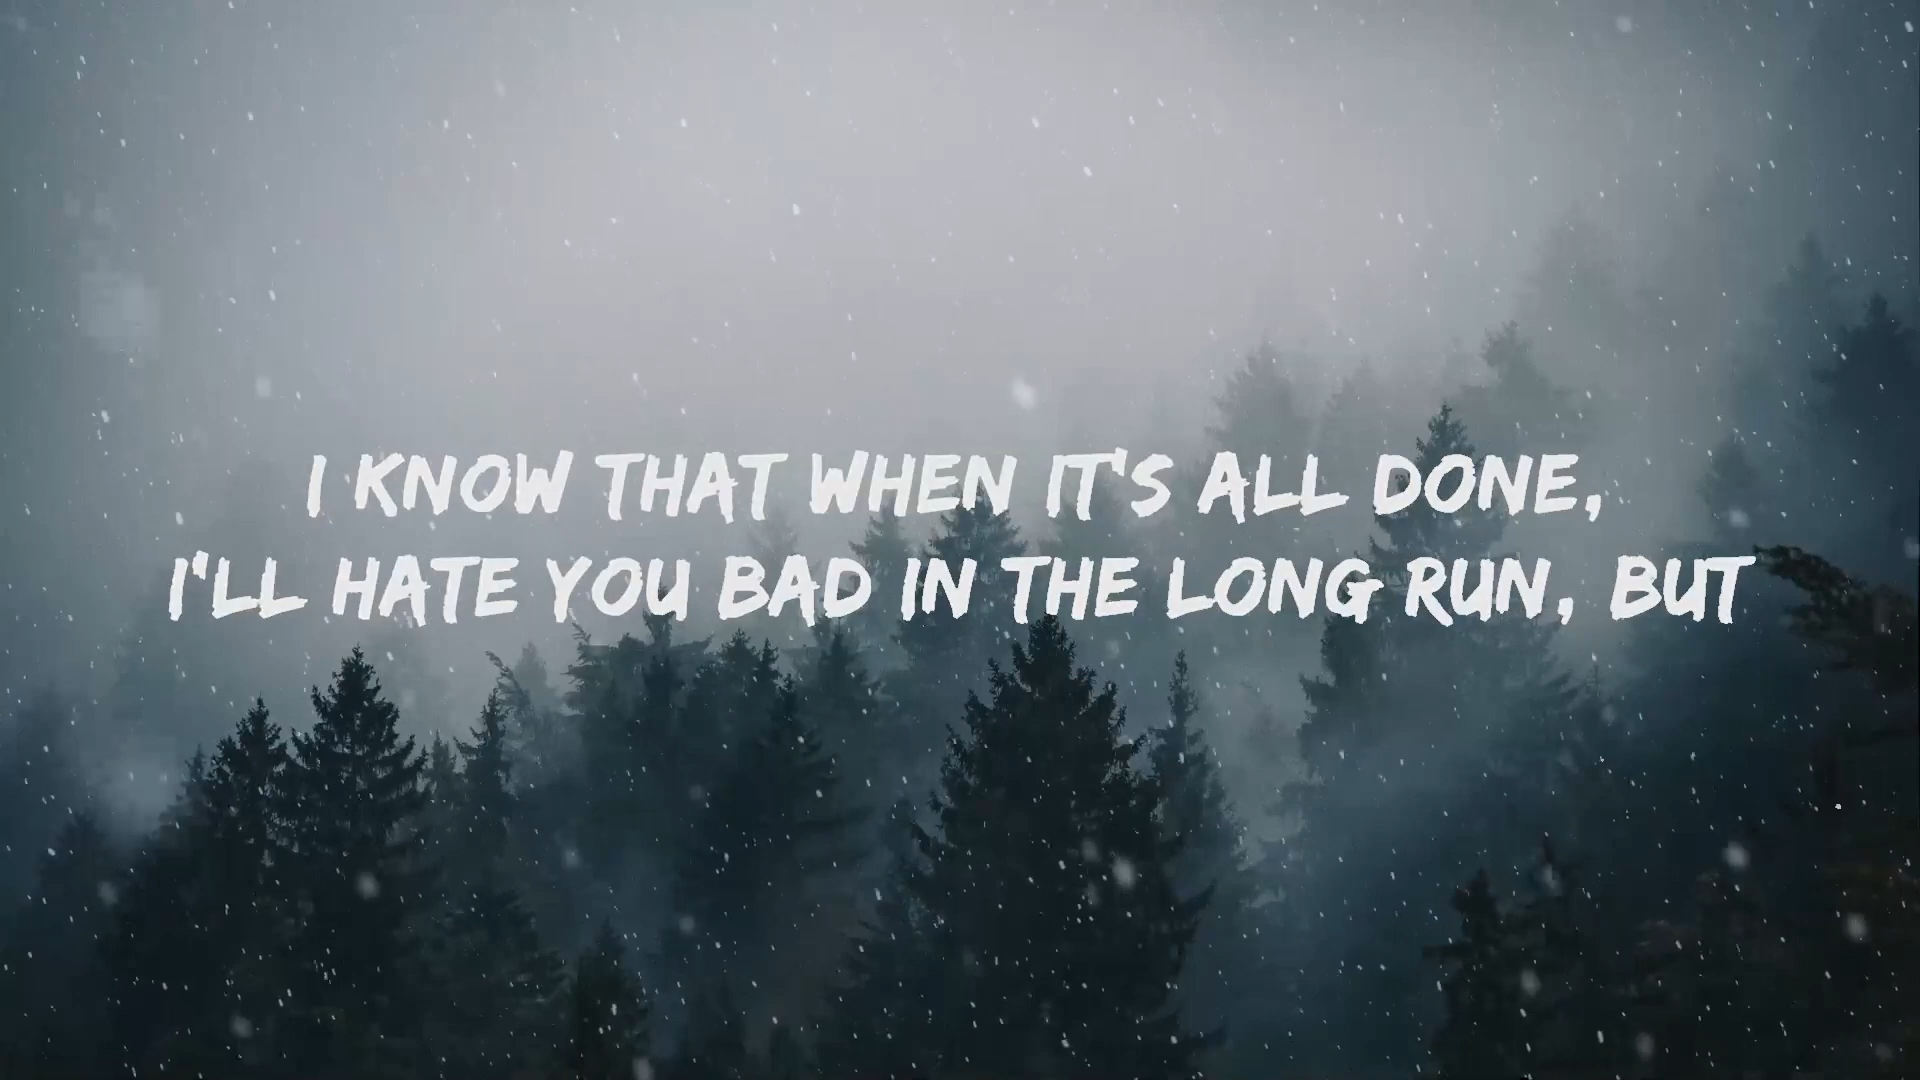 I KNOW THAT WHEN IT'S ALL DONE,
I'LL HATE YOU BAD IN THE LONG RUN, BUT